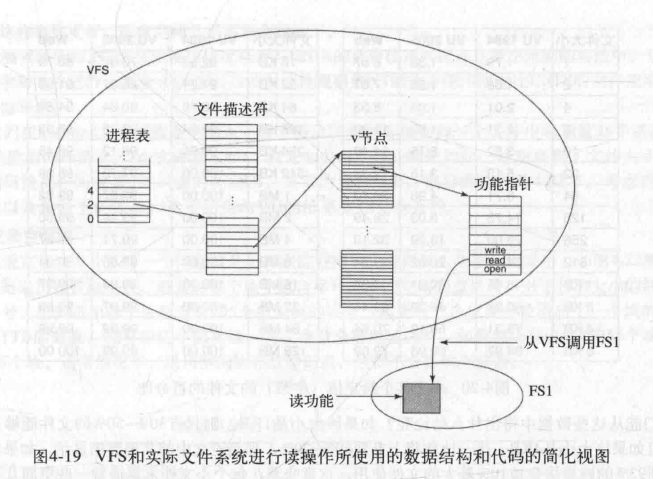 VFS
文件描述符
进程表
v节点
功能指针
4
2
0
write
read
open
从VFS调用FS1
读功能
FS1
图4-19 VFS和实际文件系统进行读操作所使用的数据结构和代码的简化视图